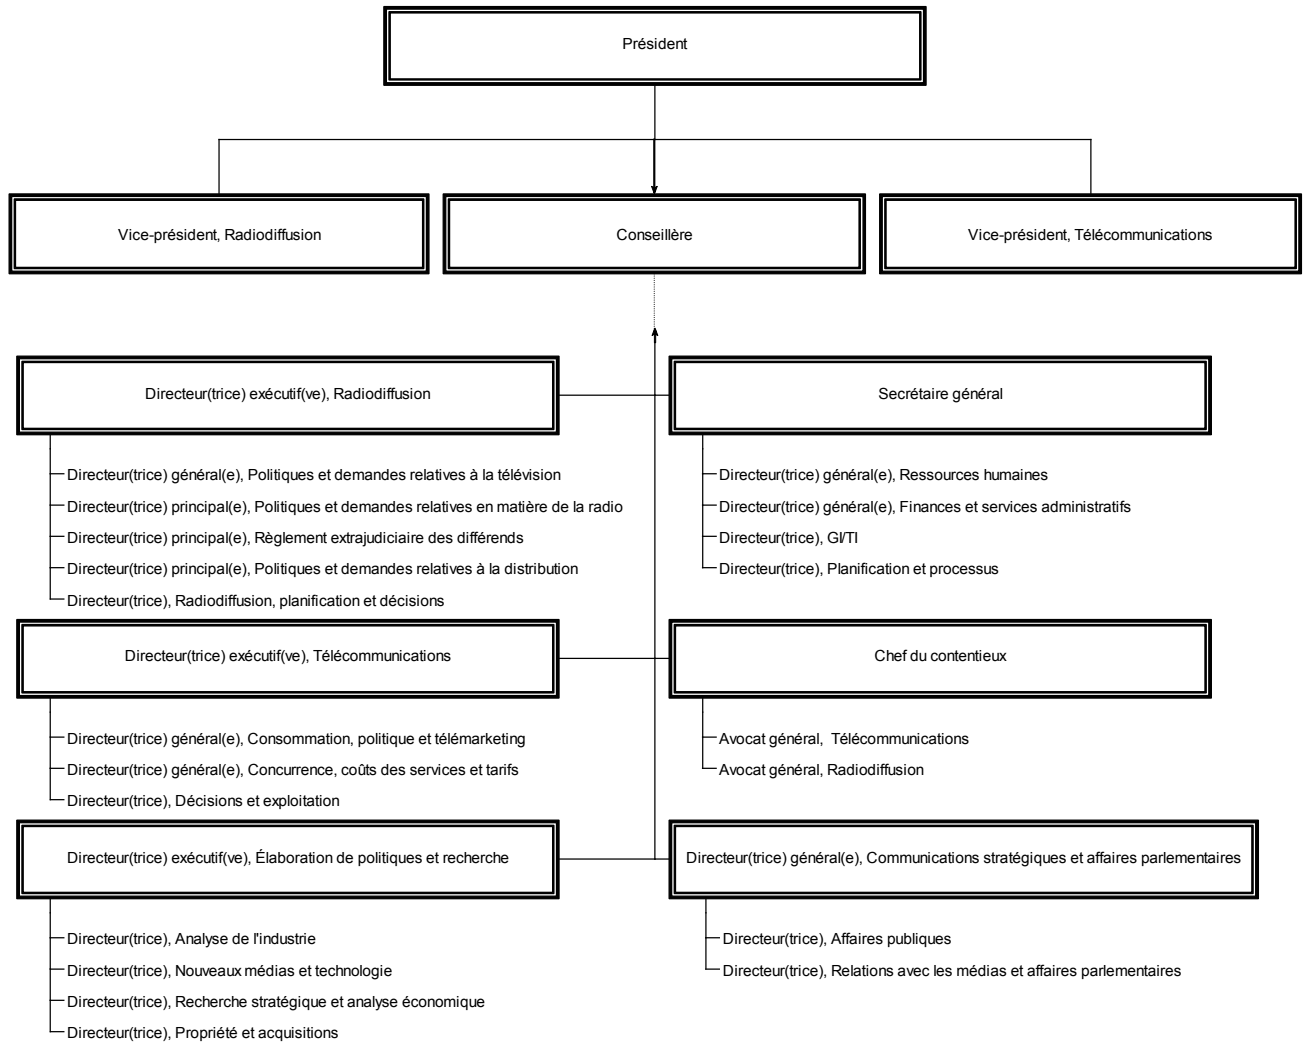 Président
Vice-président, Radiodiffusion
Conseillère
Vice-président, Télécommunications
Directeur(trice) exécutif(ve), Radiodiffusion
Directeur(trice) général(e), Politiques et demandes relatives à la télévision
Directeur(trice) principal(e), Politiques et demandes relatives en matière de la radio
Directeur(trice) principal(e), Règlement extrajudiciaire des différends
Directeur(trice) principal(e), Politiques et demandes relatives à la distribution
Directeur(trice), Radiodiffusion, planification et décisions
Secrétaire général
Directeur(trice) général(e), Ressources humaines
Directeur(trice) général(e), Finances et services administratifs
Directeur(trice), GI/TI
Directeur(trice), Planification et processus
Directeur(trice) exécutif(ve), Télécommunications
Directeur(trice) général(e), Consommation, politique et télémarketing
Directeur(trice) général(e), Concurrence, coûts des services et tarifs
Directeur(trice), Décisions et exploitation
Chef du contentieux
Avocat général, Télécommunications
Avocat général, Radiodiffusion
Directeur(trice) exécutif(ve), Élaboration de politiques et recherche
Directeur(trice), Analyse de l'industrie
Directeur(trice), Nouveaux médias et technologie
Directeur(trice), Recherche stratégique et analyse économique
Directeur(trice), Propriété et acquisitions
Directeur(trice) général(e), Communications stratégiques et affaires parlementaires
Directeur(trice), Affaires publiques
Directeur(trice), Relations avec les médias et affaires parlementaires